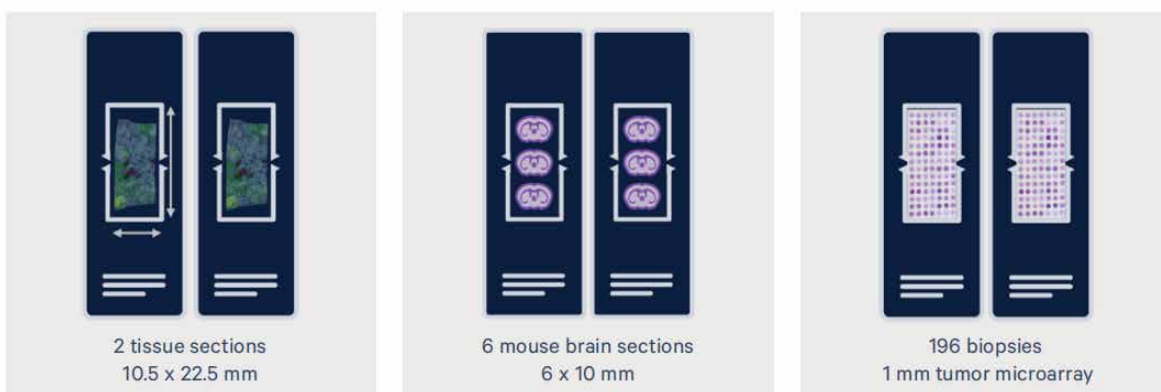 2 tissue sections
10.5 x 22.5 mm
6 mouse brain sections
6 x 10 mm
196 biopsies
1 mm tumor microarray